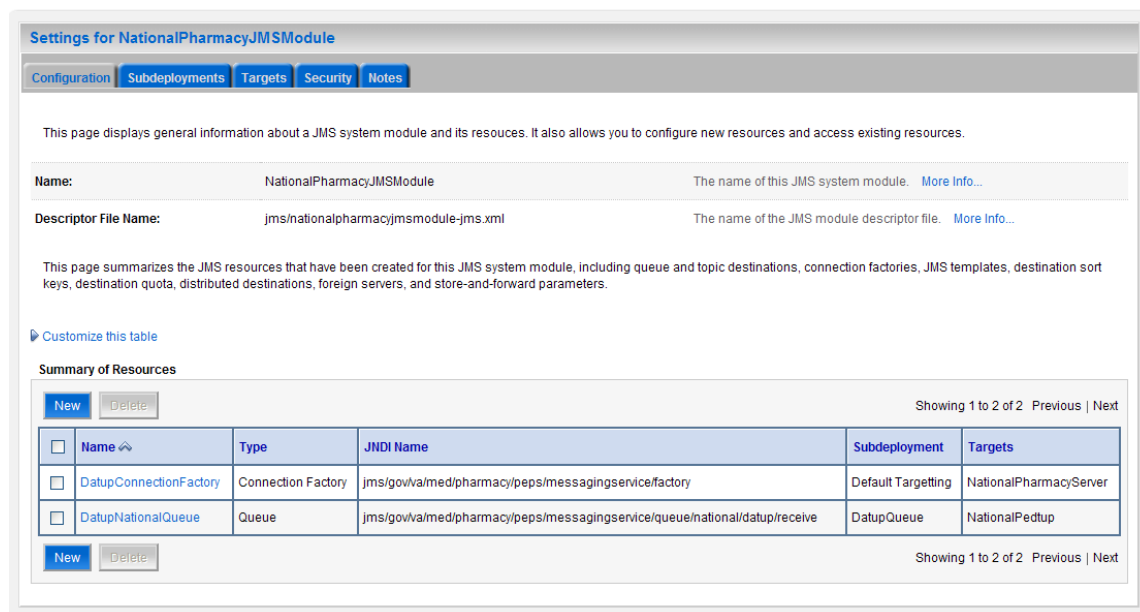 Settings for NationalPharmacyJMSModule
Configuration Subdeployments Targets Security Notes
This page displays general information about a JMS system module and its resouces. It also allows you to configure new resources and access existing resources.
Name: NationalPharmacyJMSModule The name of this JMS system module. More Info...
Descriptor File Name: jms/nationalpharmacyjmsmodule-jms.xml The name of the JMS module descriptor file. More Info...
This page summarizes the JMS resources that have been created for this JMS system module, including queue and topic destinations, connection factories, JMS templates, destination sort
keys, destination quota, distributed destinations, foreign servers, and store-and-forward parameters.
Customize this table
Summary of Resources
New Delete Showing 1 to 2 of 2 Previous | Next
Name Type JNDI Name Subdeployment Targets
DatupConnectionFactory Connection Factory jms/gov/va/med/pharmacy/peps/messagingservice/factory Default Targetting NationalPharmacyServer
DatupNationalQueue Queue jms/gov/va/med/pharmacy/peps/messagingservice/queue/national/datup/receive DatupQueue NationalPedtup
New Delete Showing 1 to 2 of 2 Previous | Next